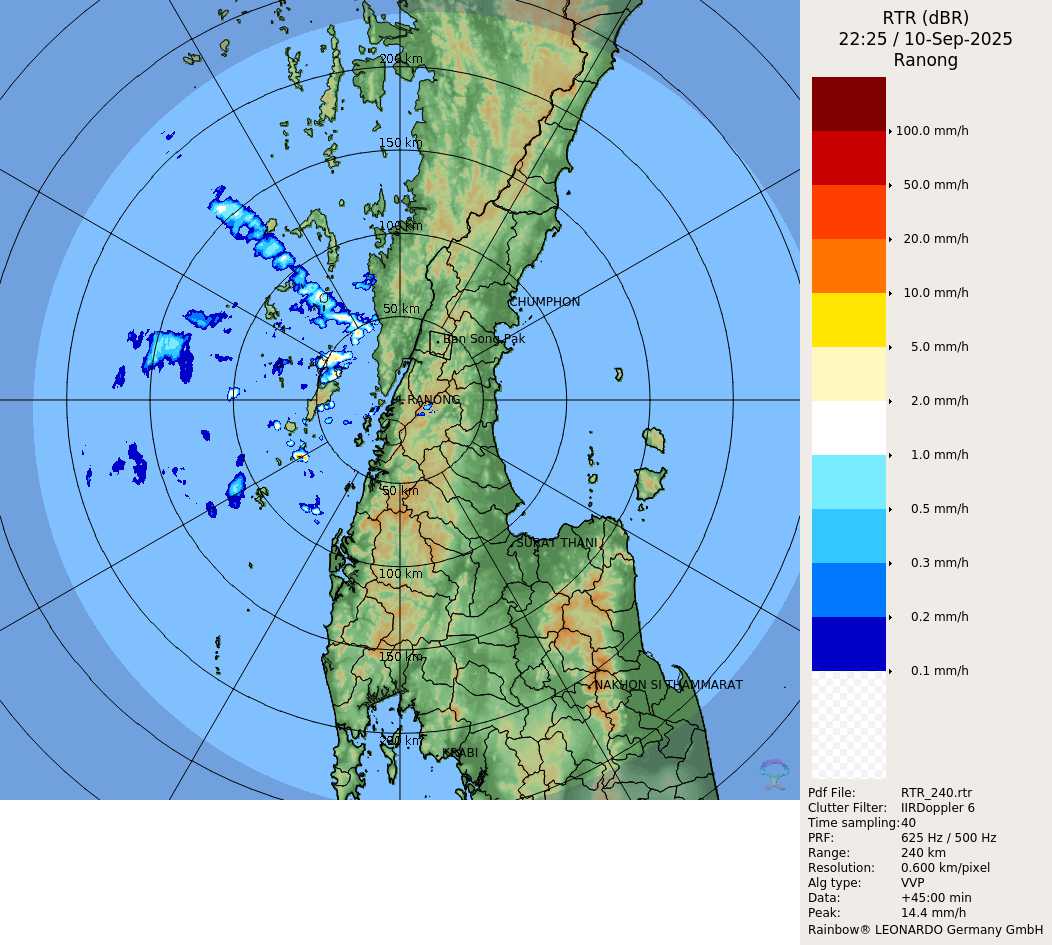 RTR (dBR)
22:25 / 10-Sep-2025
Ranong
200 km
150 km
100 km
50 km
CHUMPHON
Ban Song Pak
RANONG
50 km
SURAT THANI
100 km
150 km
NAKHON SI THAMMARAT
200 km
KRABI
100.0 mm/h
50.0 mm/h
20.0 mm/h
10.0 mm/h
5.0 mm/h
2.0 mm/h
1.0 mm/h
0.5 mm/h
0.3 mm/h
0.2 mm/h
0.1 mm/h
Pdf File: RTR_240.rtr
Clutter Filter: IIRDoppler 6
Time sampling:40
PRF: 625 Hz / 500 Hz
Range: 240 km
Resolution: 0.600 km/pixel
Alg type: VVP
Data: +45:00 min
Peak: 14.4 mm/h
Rainbow® LEONARDO Germany GmbH